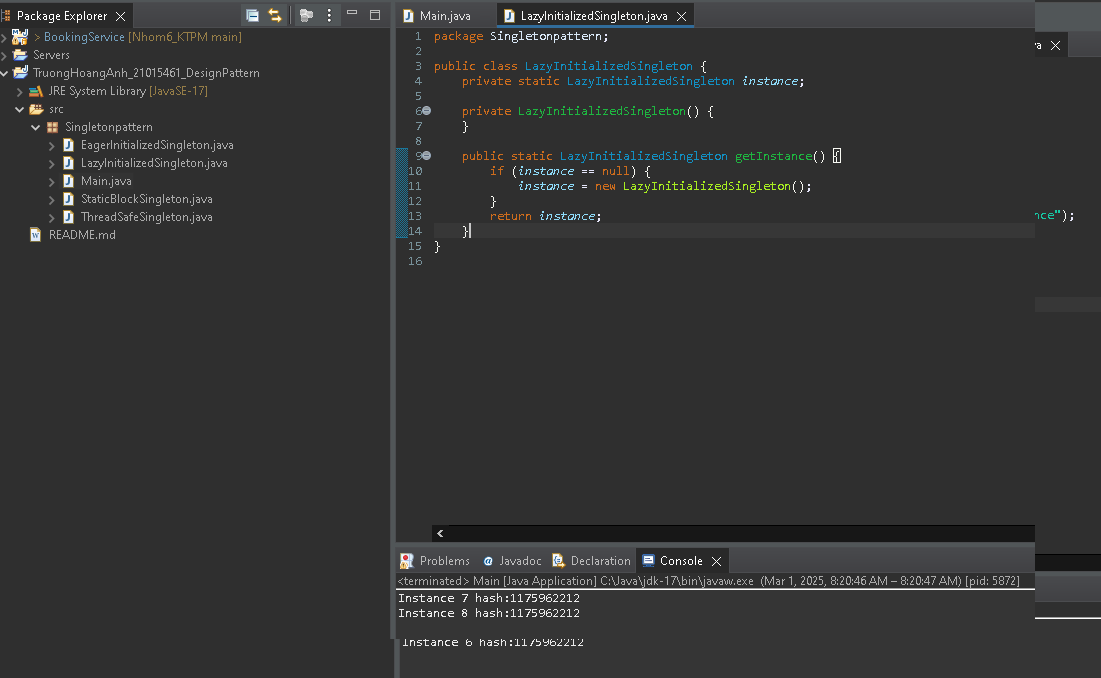 Package Explorer
Main.java
LazyInitializedSingleton.java
va
> BookingService [Nhom6_KTPM main]
Servers
TruongHoangAnh_21015461_DesignPattern
JRE System Library [JavaSE-17]
src
Singletonpattern
EagerInitializedSingleton.java
LazyInitializedSingleton.java
Main.java
StaticBlockSingleton.java
ThreadSafeSingleton.java
README.md
1 package Singletonpattern;
2
3 public class LazyInitializedSingleton {
4 private static LazyInitializedSingleton instance;
5
6 private LazyInitializedSingleton() {
7 }
8
9 public static LazyInitializedSingleton getInstance() {
10 if (instance == null) {
11 instance = new LazyInitializedSingleton();
12 }
13 return instance;
nce");
14 }
15 }
16
Problems @ Javadoc Declaration Console
<terminated> Main [Java Application] C:\Java\jdk-17\bin\javaw.exe (Mar 1, 2025, 8:20:46 AM – 8:20:47 AM) [pid: 5872]
Instance 7 hash:1175962212
Instance 8 hash:1175962212
Instance 6 hash:1175962212